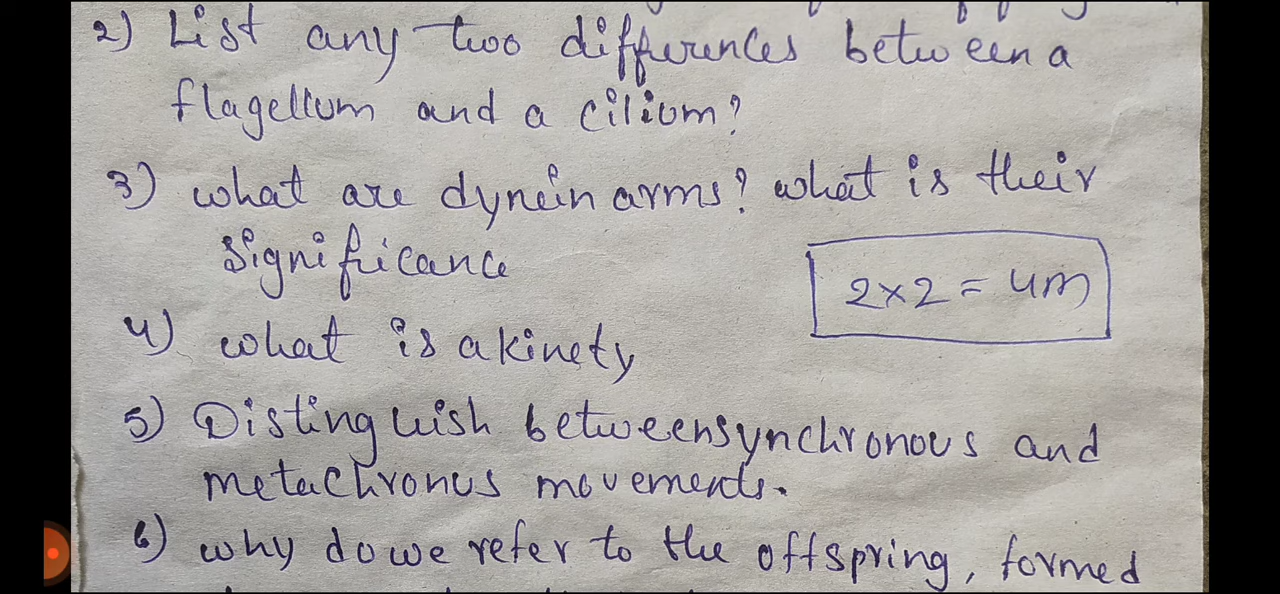 2) List any two differences between a
flagellum and a cilium?
3) what are dynein arms? what is their
significance
2×2 = 4m
4) what is a kinety
5) Distinguish between synchronous and
metachronus movements.
6) why do we refer to the offspring, formed